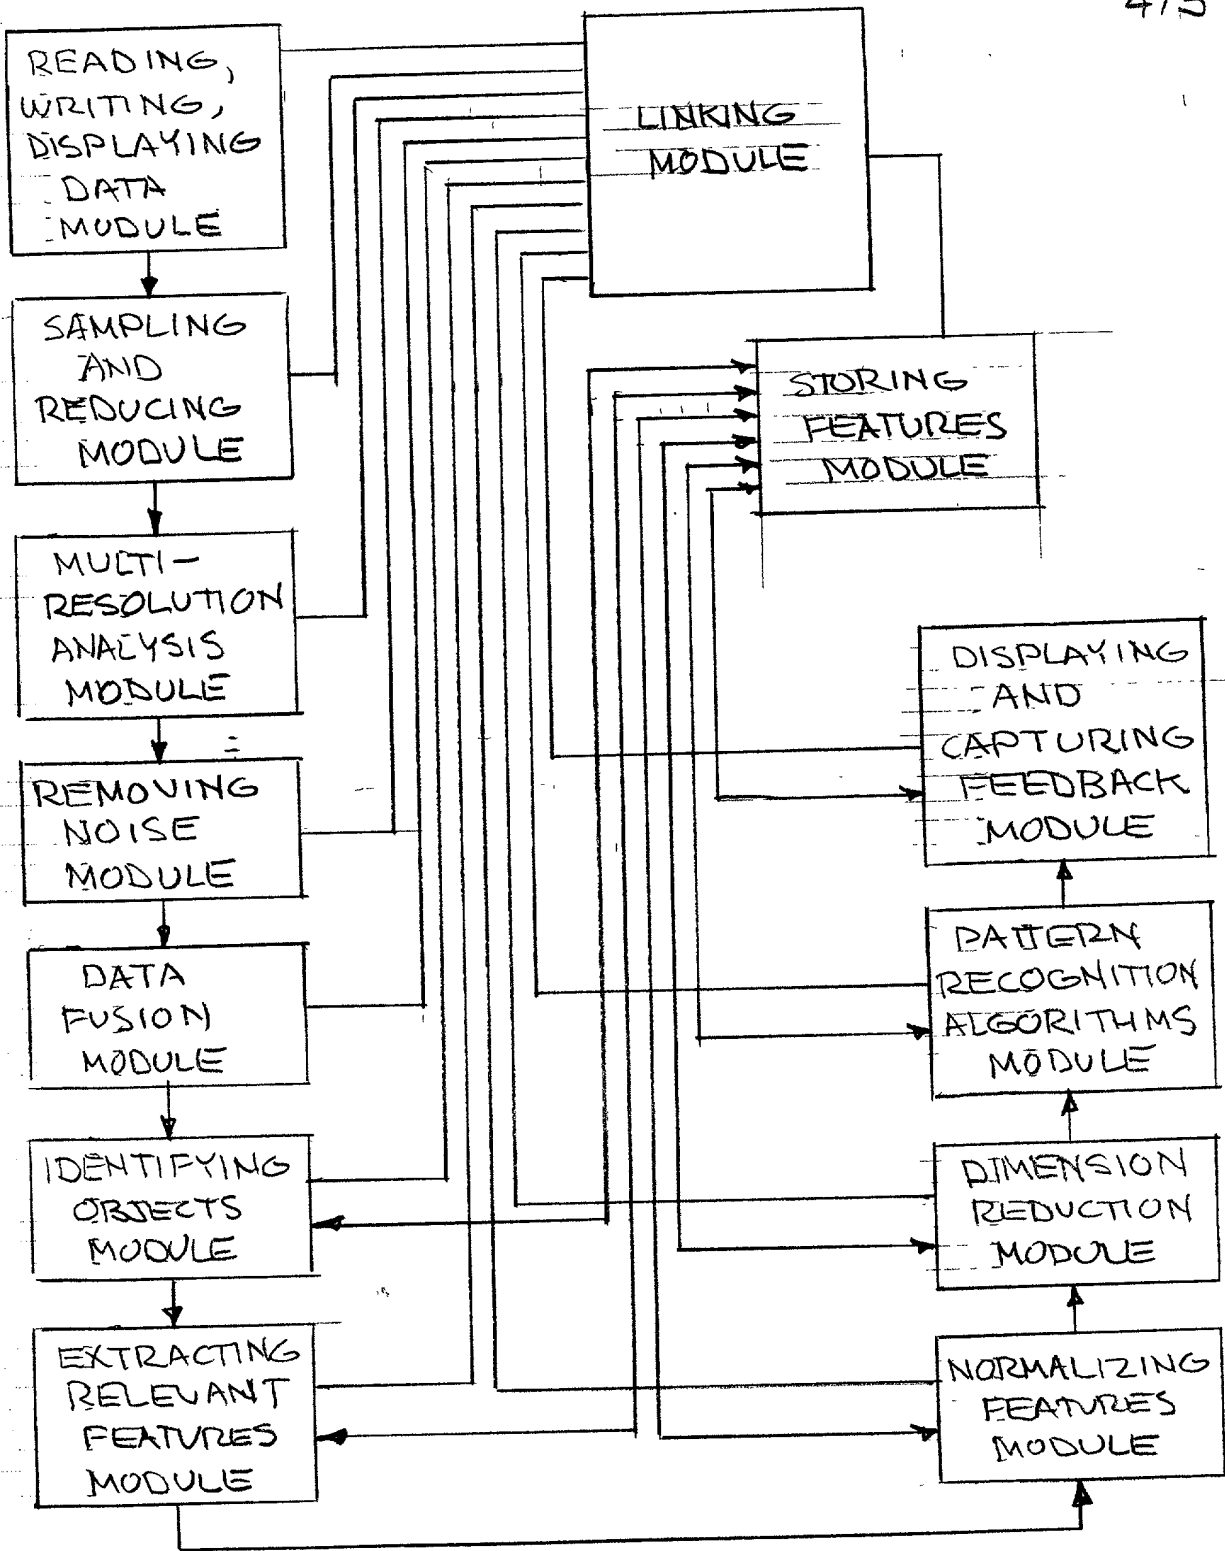 4/5
READING,
WRITING,
DISPLAYING
DATA
MODULE
LINKING
MODULE
SAMPLING
AND
REDUCING
MODULE
STORING
FEATURES
MODULE
MULTI-
RESOLUTION
ANALYSIS
MODULE
REMOVING
NOISE
MODULE
DATA
FUSION
MODULE
IDENTIFYING
OBJECTS
MODULE
EXTRACTING
RELEVANT
FEATURES
MODULE
DISPLAYING
AND
CAPTURING
FEEDBACK
MODULE
PATTERN
RECOGNITION
ALGORITHMS
MODULE
DIMENSION
REDUCTION
MODULE
NORMALIZING
FEATURES
MODULE